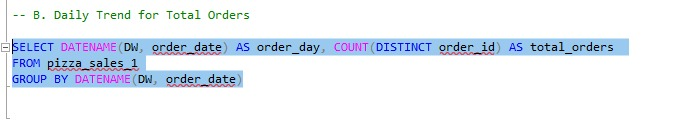 -- B. Daily Trend for Total Orders
SELECT DATENAME(DW, order_date) AS order_day, COUNT(DISTINCT order_id) AS total_orders
FROM pizza_sales_1
GROUP BY DATENAME(DW, order_date)